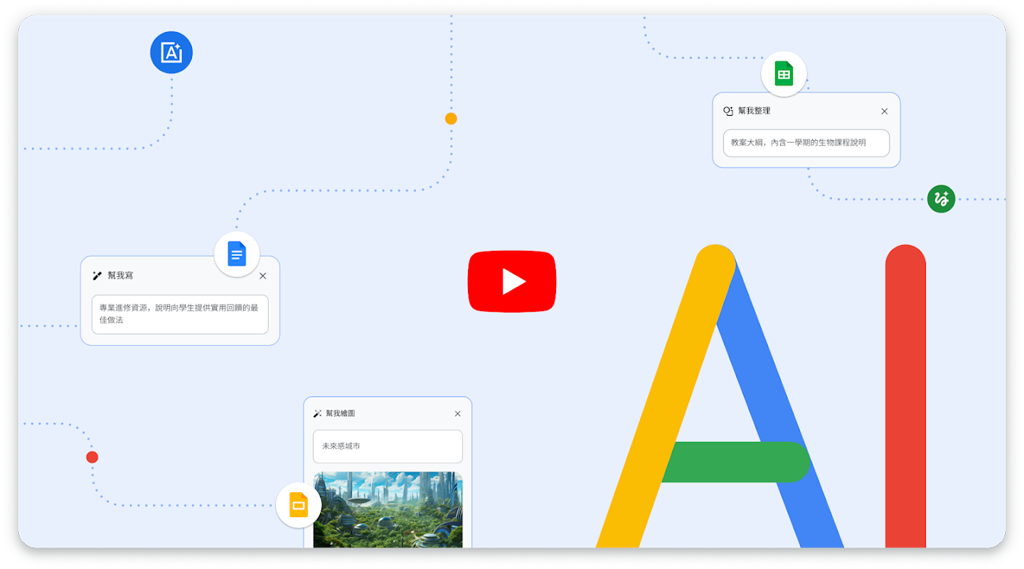 幫我整理
教案大綱，內含一學期的生物課程說明
幫我寫
專業進修資源，說明向學生提供實用回饋的最
佳做法
幫我繪圖
未來感城市
AI